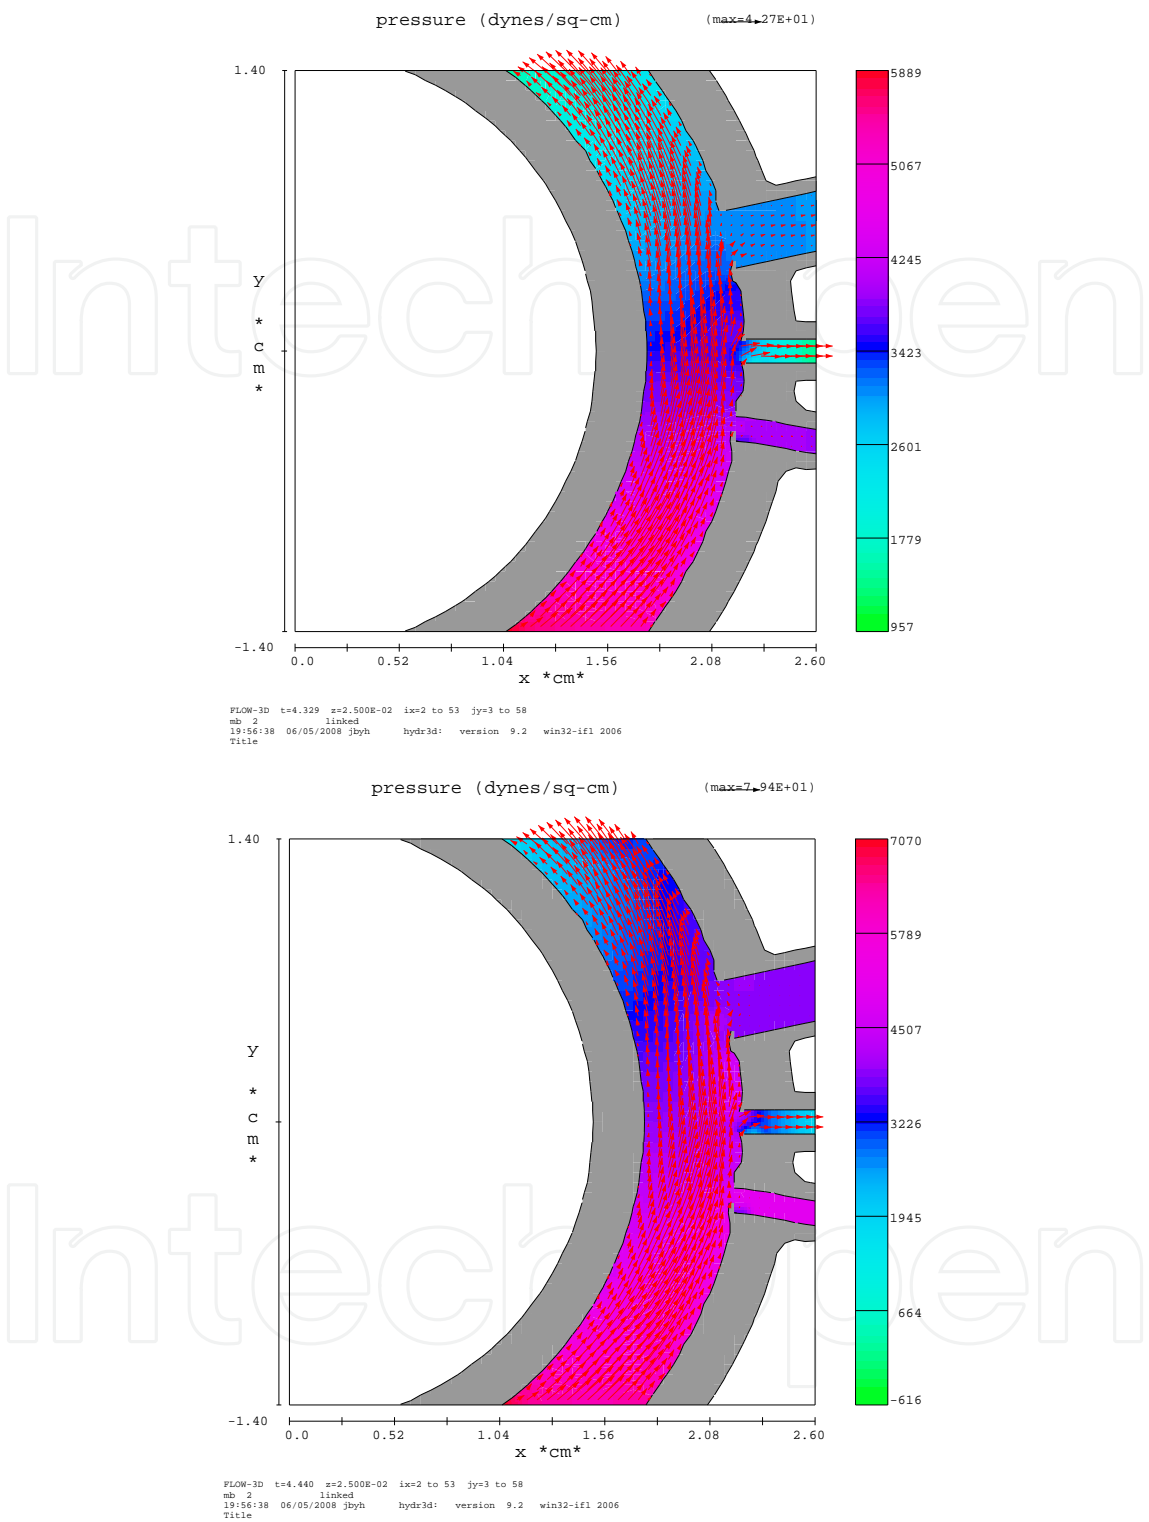 pressure (dynes/sq-cm)
(max=4.27E+01)
1.40
y
*
c
m
*
-1.40
0.0 0.52 1.04 1.56 2.08 2.60
x *cm*
5889
5067
4245
3423
2601
1779
957
FLOW-3D t=4.329 z=2.500E-02 ix=2 to 53 jy=3 to 58
mb 2 linked
19:56:38 06/05/2008 jbyh hydr3d: version 9.2 win32-ifl 2006
Title
pressure (dynes/sq-cm)
(max=7.94E+01)
1.40
y
*
c
m
*
-1.40
0.0 0.52 1.04 1.56 2.08 2.60
x *cm*
7070
5789
4507
3226
1945
664
-616
FLOW-3D t=4.440 z=2.500E-02 ix=2 to 53 jy=3 to 58
mb 2 linked
19:56:38 06/05/2008 jbyh hydr3d: version 9.2 win32-ifl 2006
Title
IntechOpen
IntechOpen